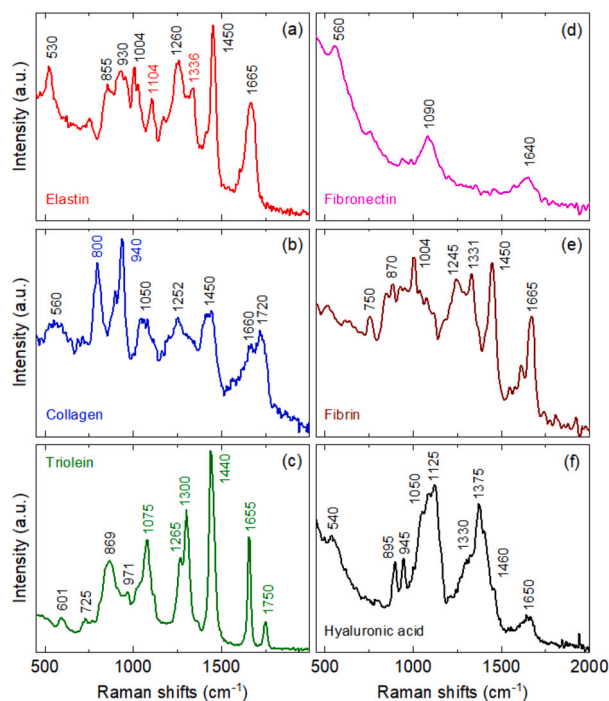 (a)
530
855
930
1004
1104
1260
1336
1450
1665
Elastin
Intensity (a.u.)
(b)
560
800
940
1050
1252
1450
1660
1720
Collagen
Intensity (a.u.)
(c)
Triolein
601
725
869
971
1075
1265
1300
1440
1655
1750
Intensity (a.u.)
500 1000 1500
Raman shifts (cm⁻¹)
(d)
560
1090
1640
Fibronectin
(e)
750
870
1004
1245
1331
1450
1665
Fibrin
(f)
540
895
945
1050
1125
1330
1375
1460
1650
Hyaluronic acid
500 1000 1500 2000
Raman shifts (cm⁻¹)